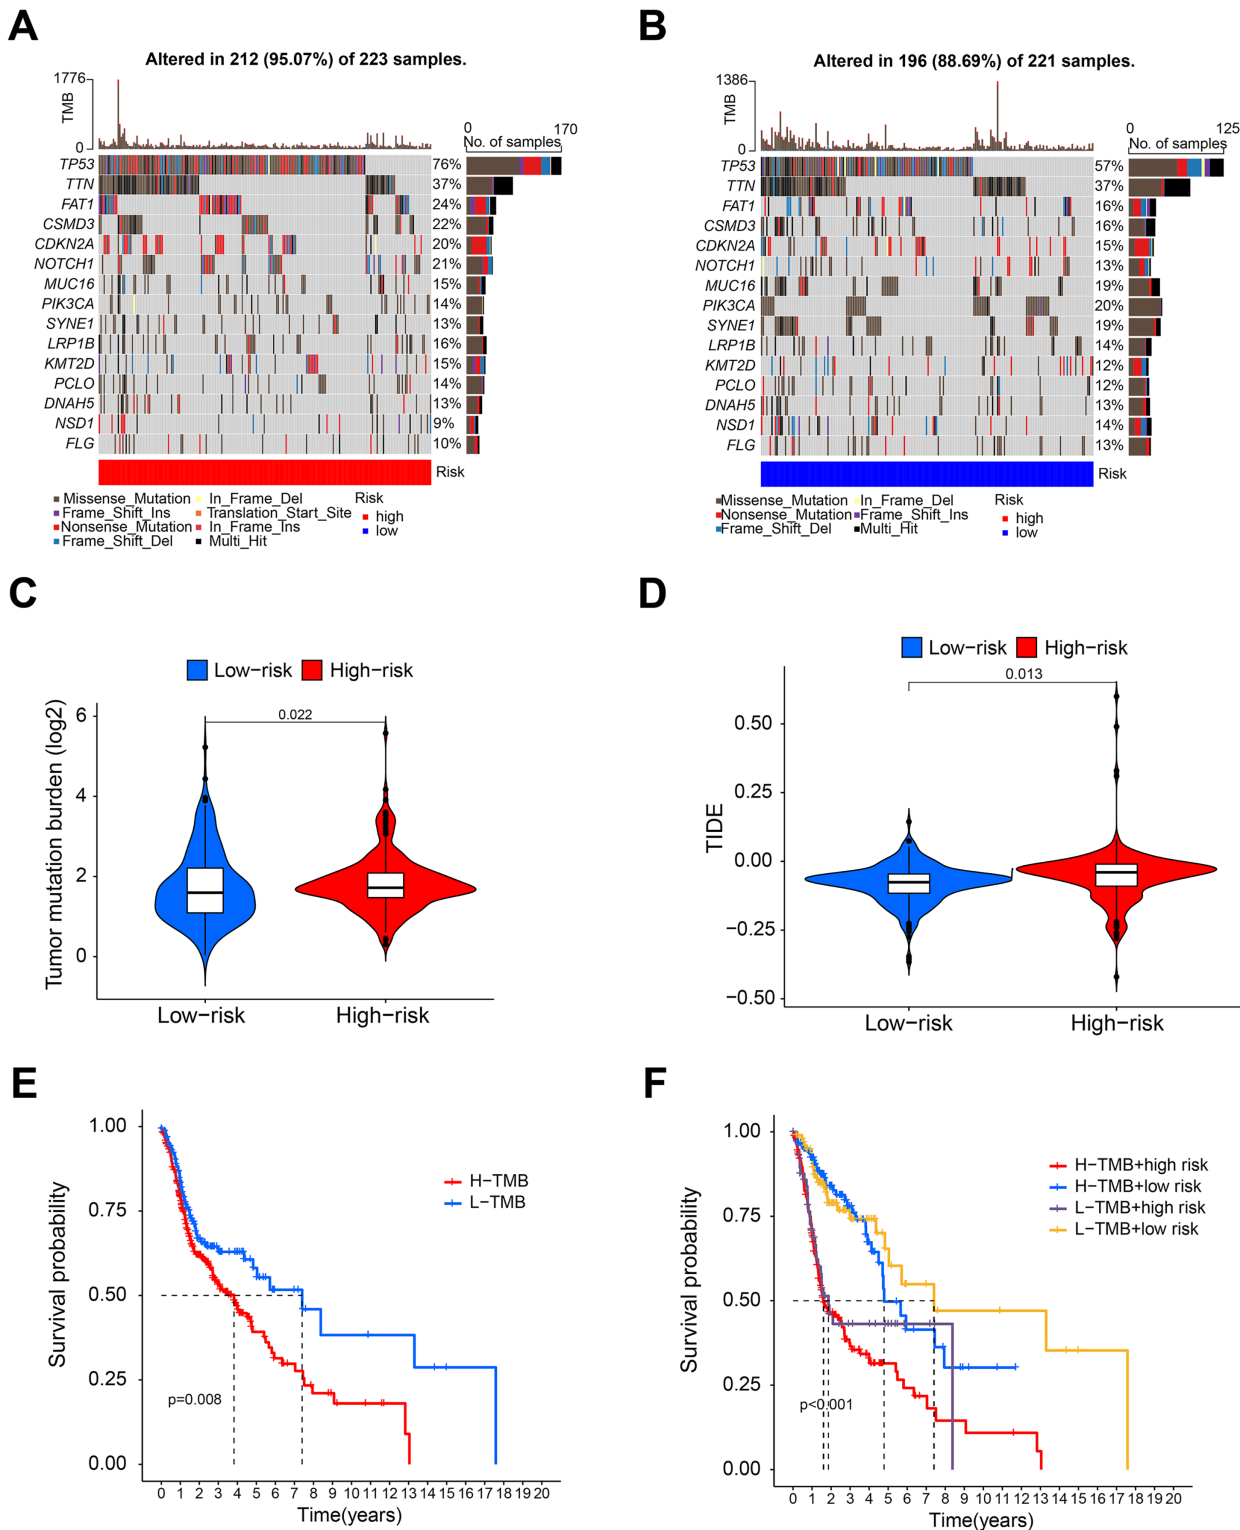 A
Altered in 212 (95.07%) of 223 samples.
1776
TMB
0
0 170
No. of samples
TP53 76%
TTN 37%
FAT1 24%
CSMD3 22%
CDKN2A 20%
NOTCH1 21%
MUC16 15%
PIK3CA 14%
SYNE1 13%
LRP1B 16%
KMT2D 15%
PCLO 14%
DNAH5 13%
NSD1 9%
FLG 10%
Risk
Missense_Mutation In_Frame_Del Risk
Frame_Shift_Ins Translation_Start_Site high
Nonsense_Mutation In_Frame_Ins low
Frame_Shift_Del Multi_Hit
B
Altered in 196 (88.69%) of 221 samples.
1386
TMB
0
0 125
No. of samples
TP53 57%
TTN 37%
FAT1 16%
CSMD3 16%
CDKN2A 15%
NOTCH1 13%
MUC16 19%
PIK3CA 20%
SYNE1 19%
LRP1B 14%
KMT2D 12%
PCLO 12%
DNAH5 13%
NSD1 14%
FLG 13%
Risk
Missense_Mutation In_Frame_Del Risk
Nonsense_Mutation Frame_Shift_Ins high
Frame_Shift_Del Multi_Hit low
C
Low−risk High−risk
Tumor mutation burden (log2)
6
4
2
0
0.022
Low−risk High−risk
D
Low−risk High−risk
TIDE
0.50
0.25
0.00
−0.25
−0.50
0.013
Low−risk High−risk
E
Survival probability
1.00
0.75
0.50
0.25
0.00
H−TMB
L−TMB
p=0.008
0 1 2 3 4 5 6 7 8 9 10 11 12 13 14 15 16 17 18 19 20
Time(years)
F
Survival probability
1.00
0.75
0.50
0.25
0.00
H−TMB+high risk
H−TMB+low risk
L−TMB+high risk
L−TMB+low risk
p<0.001
0 1 2 3 4 5 6 7 8 9 10 11 12 13 14 15 16 17 18 19 20
Time(years)